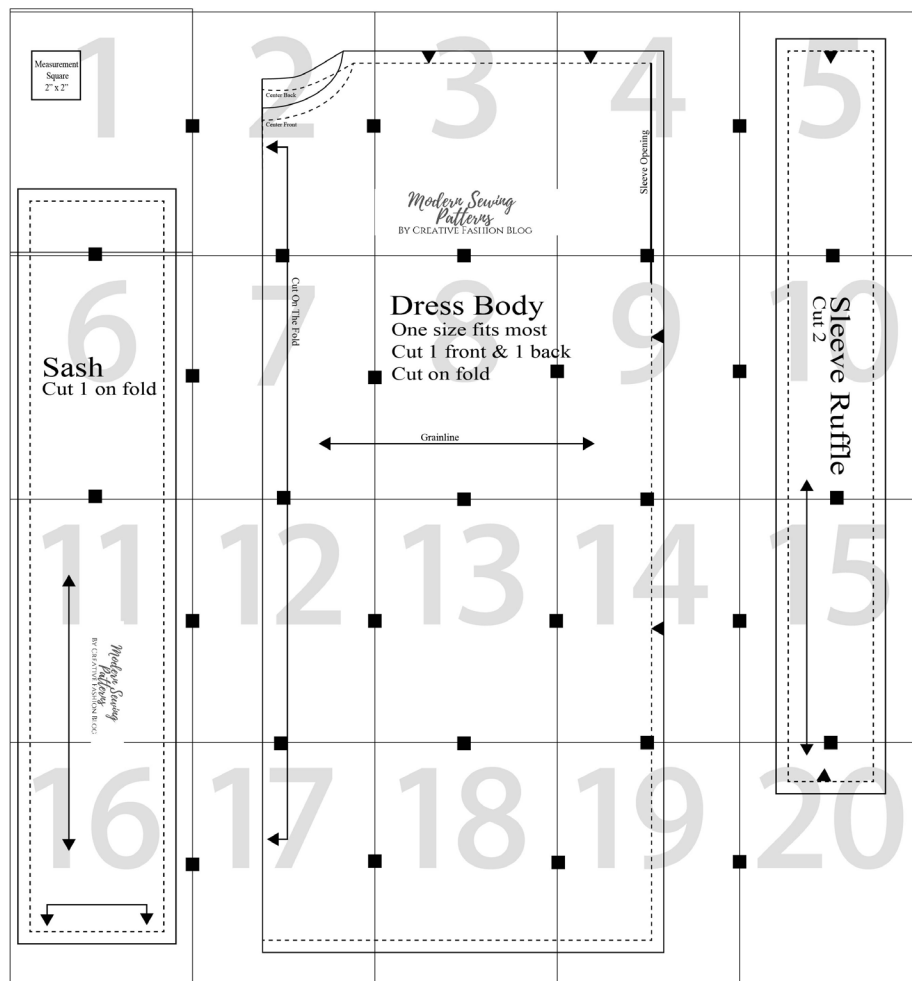 1
2
3
4
5
Measurement
Square
2” x 2”
Center Back
Center Front
Sleeve Opening
Modern Sewing
Patterns
BY CREATIVE FASHION BLOG
6
7
8
9
10
Sash
Cut 1 on fold
Cut On The Fold
Dress Body
One size fits most
Cut 1 front & 1 back
Cut on fold
Grainline
Sleeve Ruffle
Cut 2
11
12
13
14
15
Modern Sewing
Patterns
BY CREATIVE FASHION BLOG
16
17
18
19
20